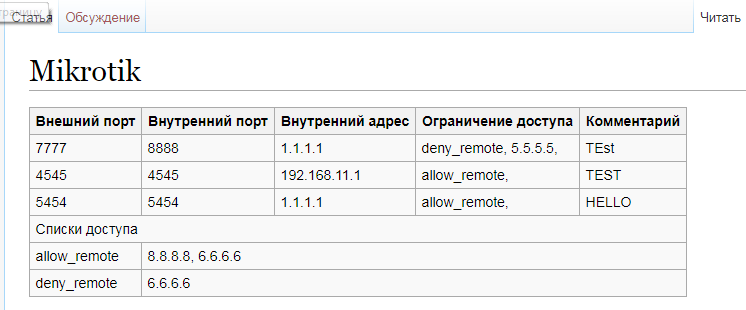 Статья Обсуждение Читать
Mikrotik
Внешний порт Внутренний порт Внутренний адрес Ограничение доступа Комментарий
7777 8888 1.1.1.1 deny_remote, 5.5.5.5, TEst
4545 4545 192.168.11.1 allow_remote, TEST
5454 5454 1.1.1.1 allow_remote, HELLO
Списки доступа
allow_remote 8.8.8.8, 6.6.6.6
deny_remote 6.6.6.6